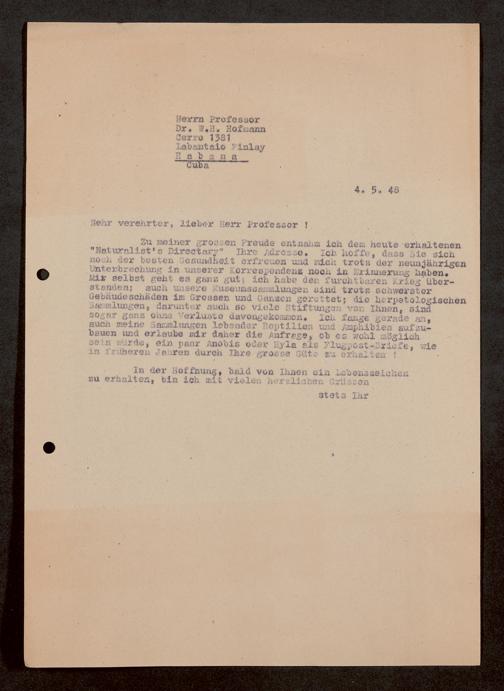 Herrn Professor
Dr. W.H. Hofmann
Cerro 1381
Labantaio Finlay
H a b a n a
Cuba
4. 5. 48
Sehr verehrter, lieber Herr Professor !
Zu meiner grossen Freude entnahm ich dem heute erhaltenen
"Naturalist's Directary" Ihre Adresse. Ich hoffe, dass Sie sich
noch der besten Gesundheit erfreuen und mich trotz der neunjährigen
Unterbrechung in unserer Korrespondenz noch in Erinnerung haben.
Mir selbst geht es ganz gut; ich habe den furchtbaren Krieg über-
standen; auch unsere Museumssammlungen sind trotz schwerster
Gebäudeschäden im Grossen und Ganzen gerettet; die herpetologischen
Sammlungen, darunter auch so viele Stiftungen von Ihnen, sind
sogar ganz ohne Verluste davongekommen. Ich fange gerade an,
auch meine Sammlungen lebender Reptilien und Amphibien aufzu-
bauen und erlaube mir daher die Anfrage, ob es wohl möglich
sein würde, ein paar Anolis oder Hyla als Flugpost-Briefe, wie
in früheren Jahren durch Ihre grosse Güte zu erhalten !
In der Hoffnung, bald von Ihnen ein Lebenszeichen
zu erhalten, bin ich mit vielen herzlichen Grüssen
stets Ihr